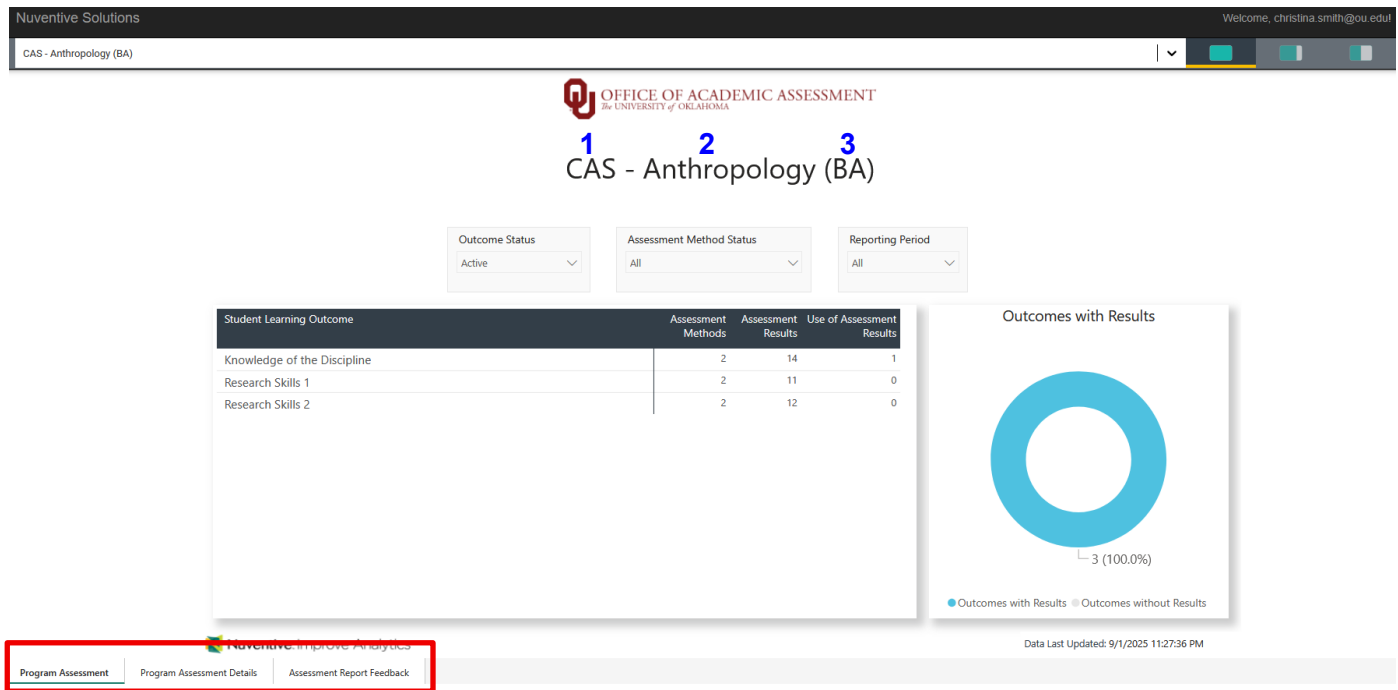 Nuventive Solutions
Welcome, christina.smith@ou.edu!
CAS - Anthropology (BA)
OFFICE OF ACADEMIC ASSESSMENT
The UNIVERSITY of OKLAHOMA
1 2 3
CAS - Anthropology (BA)
Outcome Status Assessment Method Status Reporting Period
Active All All
Student Learning Outcome Assessment Methods Assessment Results Use of Assessment Results
Knowledge of the Discipline 2 14 1
Research Skills 1 2 11 0
Research Skills 2 2 12 0
Outcomes with Results
3 (100.0%)
Outcomes with Results Outcomes without Results
Nuventive. Improve Analytics
Data Last Updated: 9/1/2025 11:27:36 PM
Program Assessment Program Assessment Details Assessment Report Feedback